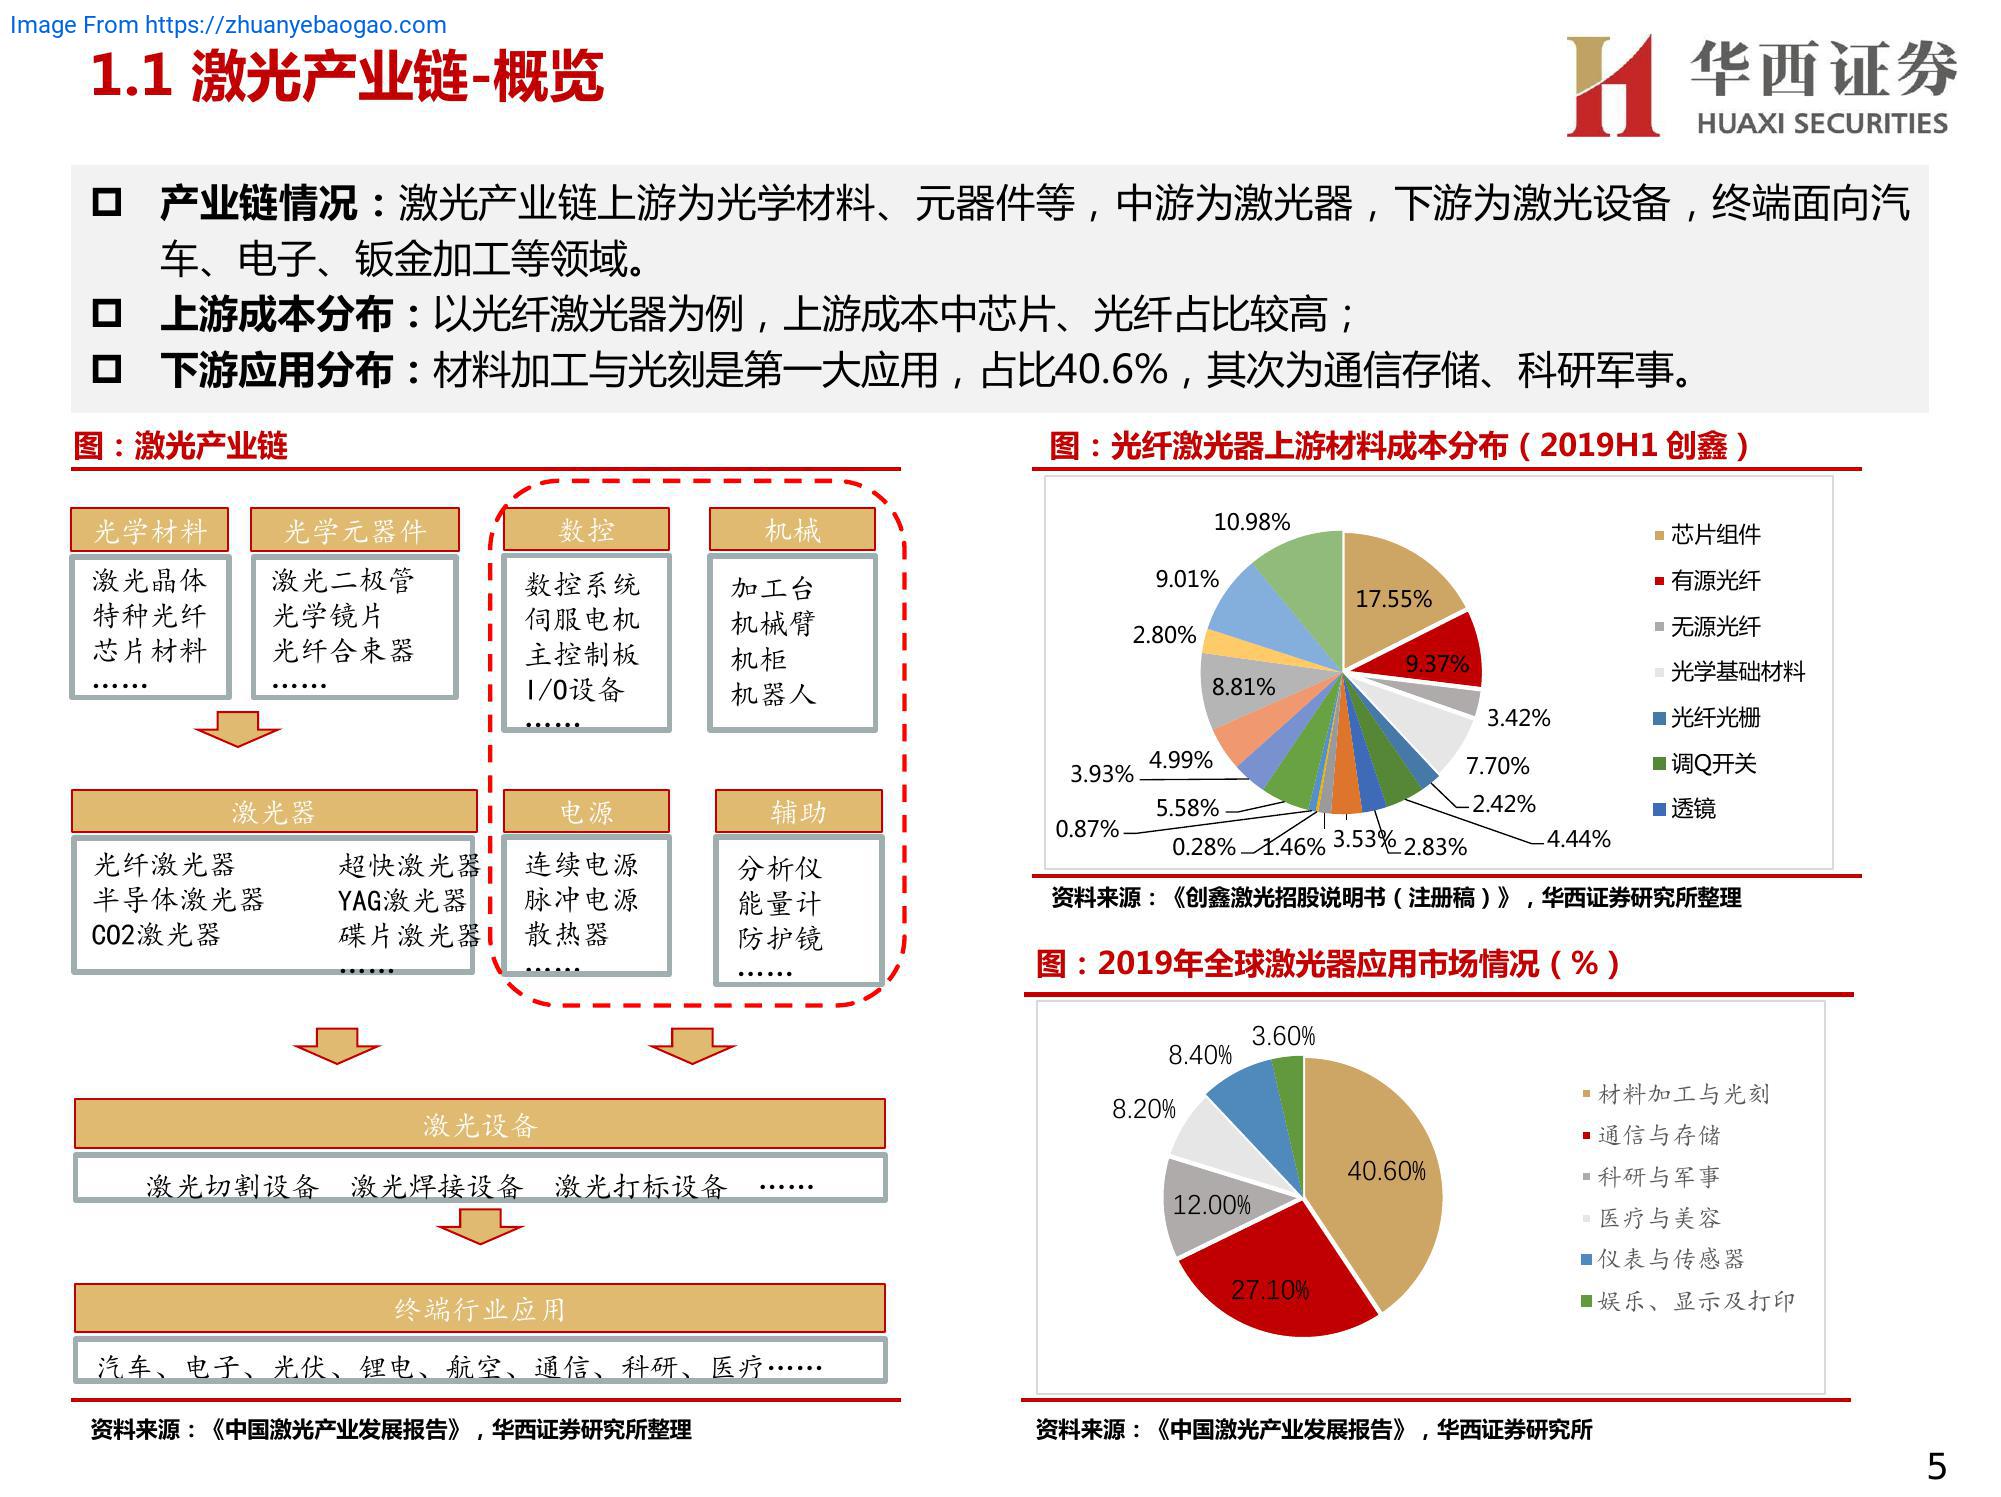 Image From https://zhuanyebaogao.com
1.1 激光产业链-概览
华西证券
HUAXI SECURITIES
产业链情况：激光产业链上游为光学材料、元器件等，中游为激光器，下游为激光设备，终端面向汽
车、电子、钣金加工等领域。
上游成本分布：以光纤激光器为例，上游成本中芯片、光纤占比较高；
下游应用分布：材料加工与光刻是第一大应用，占比40.6%，其次为通信存储、科研军事。
图：激光产业链
光学材料
激光晶体
特种光纤
芯片材料
……
光学元器件
激光二极管
光学镜片
光纤合束器
……
数控
数控系统
伺服电机
主控制板
I/O设备
……
机械
加工台
机械臂
机柜
机器人
激光器
光纤激光器 超快激光器
半导体激光器 YAG激光器
CO2激光器 碟片激光器
……
电源
连续电源
脉冲电源
散热器
……
辅助
分析仪
能量计
防护镜
……
激光设备
激光切割设备 激光焊接设备 激光打标设备 ……
终端行业应用
汽车、电子、光伏、锂电、航空、通信、科研、医疗……
资料来源：《中国激光产业发展报告》，华西证券研究所整理
图：光纤激光器上游材料成本分布（2019H1 创鑫）
10.98%
9.01%
17.55%
2.80%
9.37%
8.81%
3.42%
4.99%
7.70%
3.93%
5.58%
2.42%
0.87%
0.28%
1.46%
3.53%
2.83%
4.44%
芯片组件
有源光纤
无源光纤
光学基础材料
光纤光栅
调Q开关
透镜
资料来源：《创鑫激光招股说明书（注册稿）》，华西证券研究所整理
图：2019年全球激光器应用市场情况（%）
3.60%
8.40%
8.20%
40.60%
12.00%
27.10%
材料加工与光刻
通信与存储
科研与军事
医疗与美容
仪表与传感器
娱乐、显示及打印
资料来源：《中国激光产业发展报告》，华西证券研究所
5